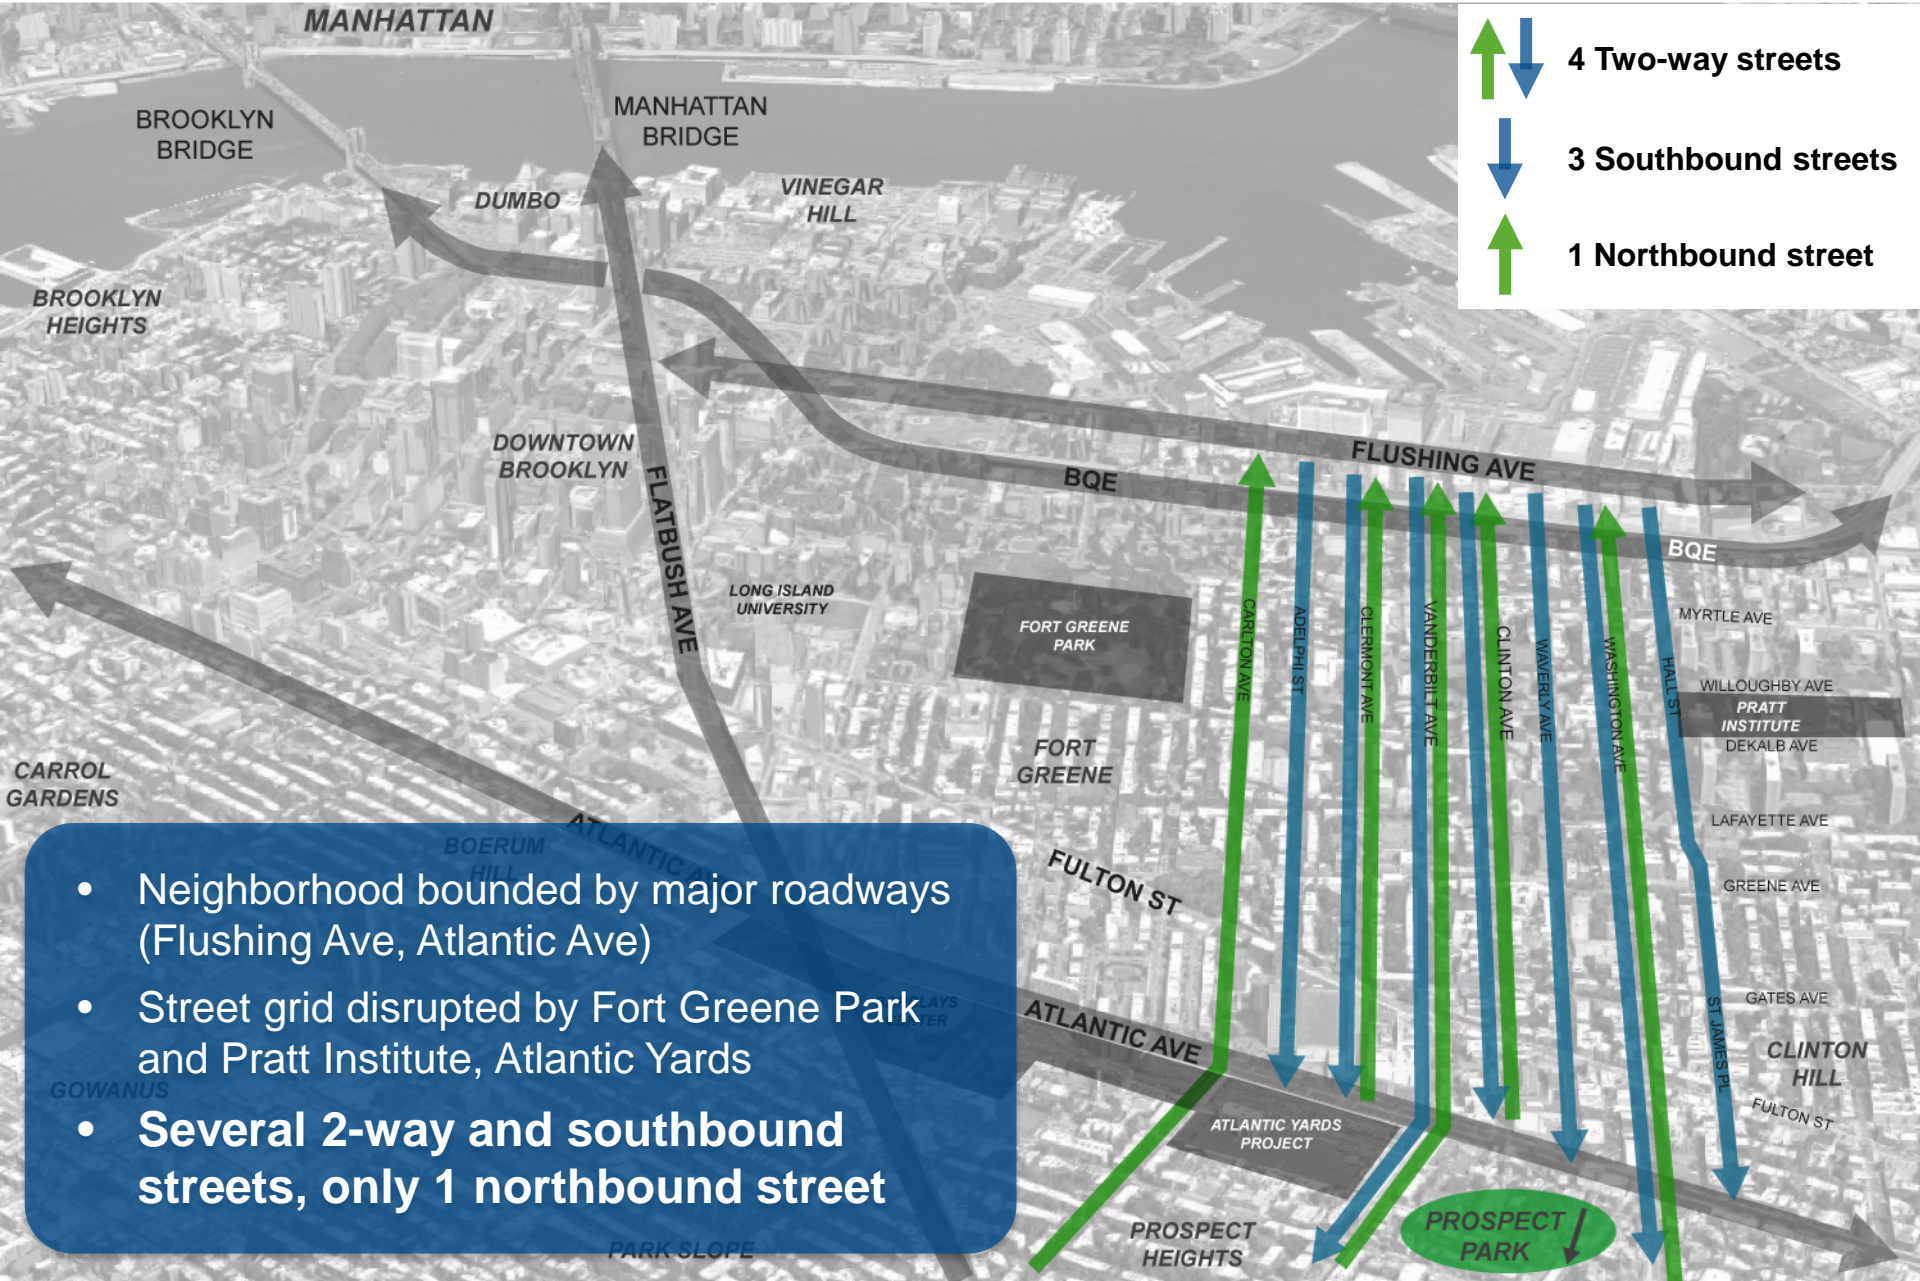 MANHATTAN
4 Two-way streets
3 Southbound streets
1 Northbound street
BROOKLYN
BRIDGE
MANHATTAN
BRIDGE
DUMBO
VINEGAR
HILL
BROOKLYN
HEIGHTS
DOWNTOWN
BROOKLYN
FLATBUSH AVE
FLUSHING AVE
BQE
BQE
LONG ISLAND
UNIVERSITY
FORT GREENE
PARK
CARLTON AVE
ADELPHI ST
CLERMONT AVE
VANDERBILT AVE
CLINTON AVE
WAVERLY AVE
WASHINGTON AVE
HALL ST
MYRTLE AVE
WILLOUGHBY AVE
PRATT
INSTITUTE
DEKALB AVE
FORT
GREENE
CARROL
GARDENS
LAFAYETTE AVE
BOERUM
HILL
ATLANTIC AVE
FULTON ST
GREENE AVE
• Neighborhood bounded by major roadways
(Flushing Ave, Atlantic Ave)
• Street grid disrupted by Fort Greene Park
and Pratt Institute, Atlantic Yards
• Several 2-way and southbound
streets, only 1 northbound street
GOWANUS
PARK SLOPE
ATLANTIC AVE
GATES AVE
ST JAMES PL
CLINTON
HILL
FULTON ST
ATLANTIC YARDS
PROJECT
PROSPECT
HEIGHTS
PROSPECT
PARK